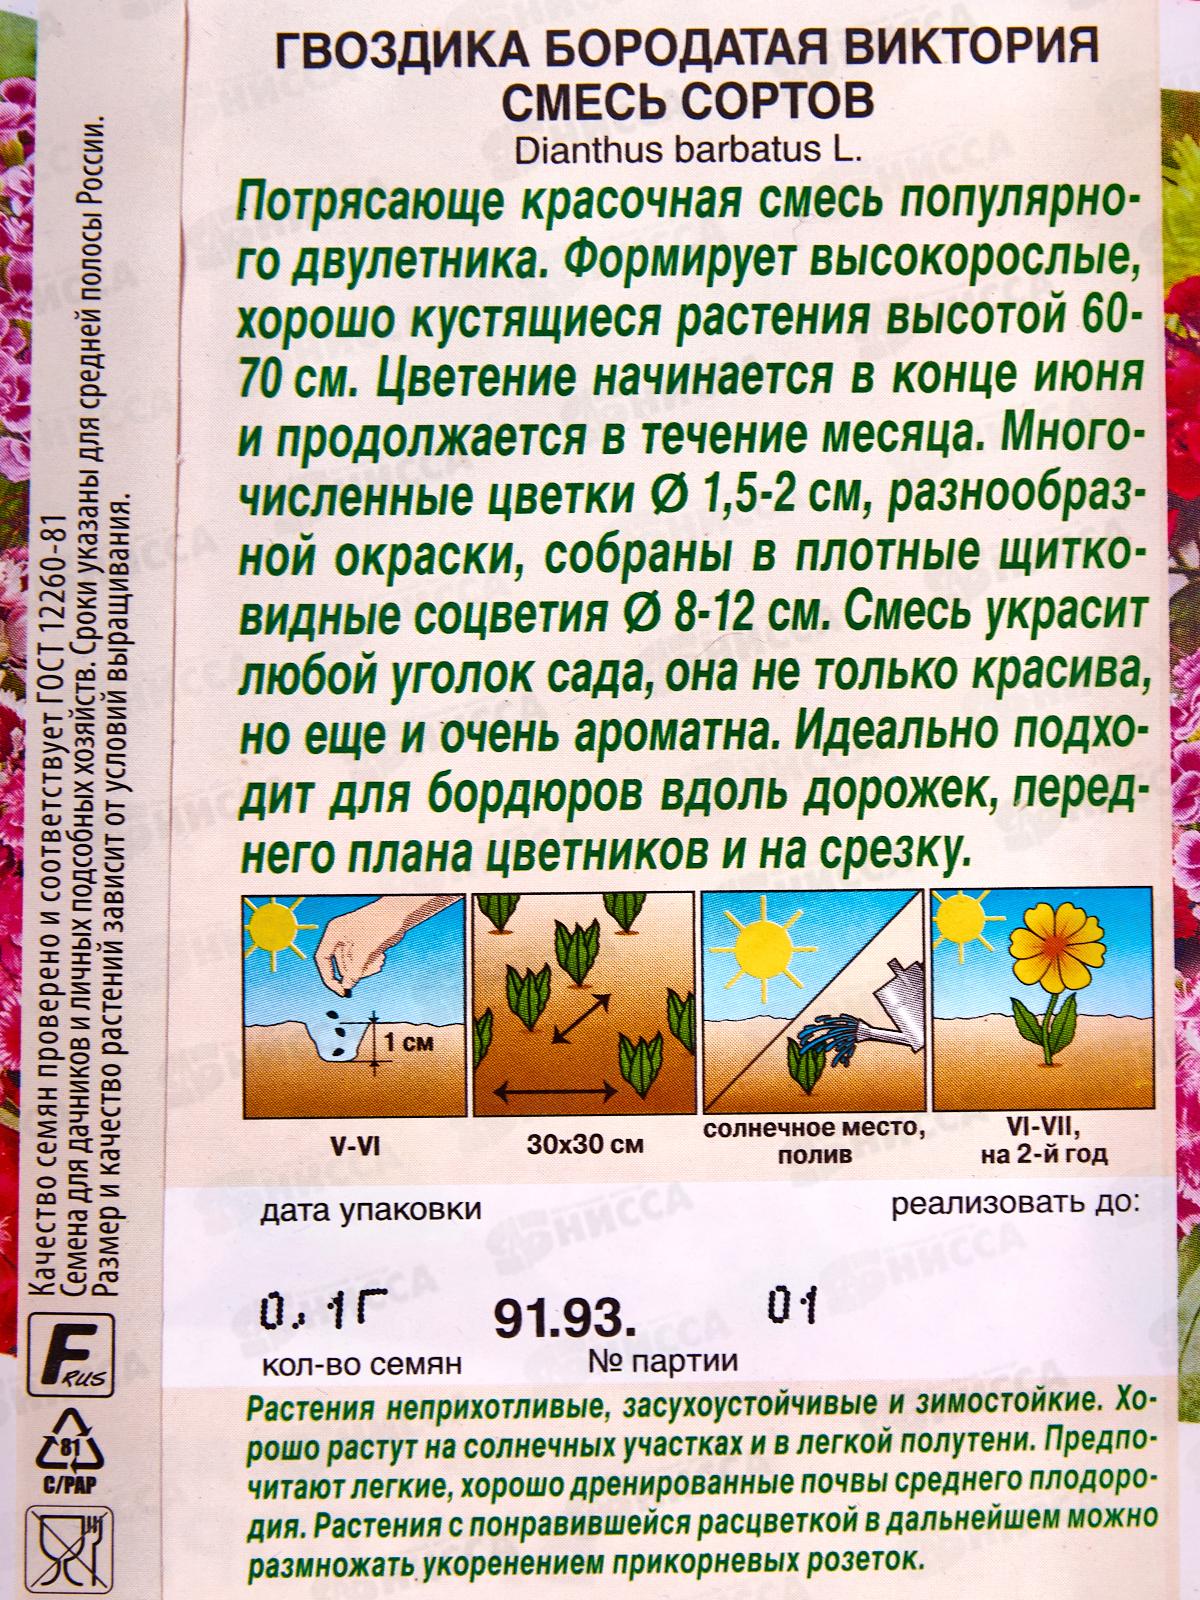 ГВОЗДИКА БОРОДАТАЯ ВИКТОРИЯ
СМЕСЬ СОРТОВ
Dianthus barbatus L.
Потрясающе красочная смесь популярно-
го двулетника. Формирует высокорослые,
хорошо кустящиеся растения высотой 60-
70 см. Цветение начинается в конце июня
и продолжается в течение месяца. Много-
численные цветки Ø 1,5-2 см, разнообраз-
ной окраски, собраны в плотные щитко-
видные соцветия Ø 8-12 см. Смесь украсит
любой уголок сада, она не только красива,
но еще и очень ароматна. Идеально подхо-
дит для бордюров вдоль дорожек, перед-
него плана цветников и на срезку.
1 см
V-VI
30х30 см
солнечное место,
полив
VI-VII,
на 2-й год
дата упаковки
реализовать до:
0,1Г
91.93.
01
кол-во семян
№ партии
Растения неприхотливые, засухоустойчивые и зимостойкие. Хо-
рошо растут на солнечных участках и в легкой полутени. Предпо-
читают легкие, хорошо дренированные почвы среднего плодоро-
дия. Растения с понравившейся расцветкой в дальнейшем можно
размножать укоренением прикорневых розеток.
Качество семян проверено и соответствует ГОСТ 12260-81
Семена для дачников и личных подсобных хозяйств. Сроки указаны для средней полосы России.
Размер и качество растений зависит от условий выращивания.
F RUS
81
C/PAP
НИССА